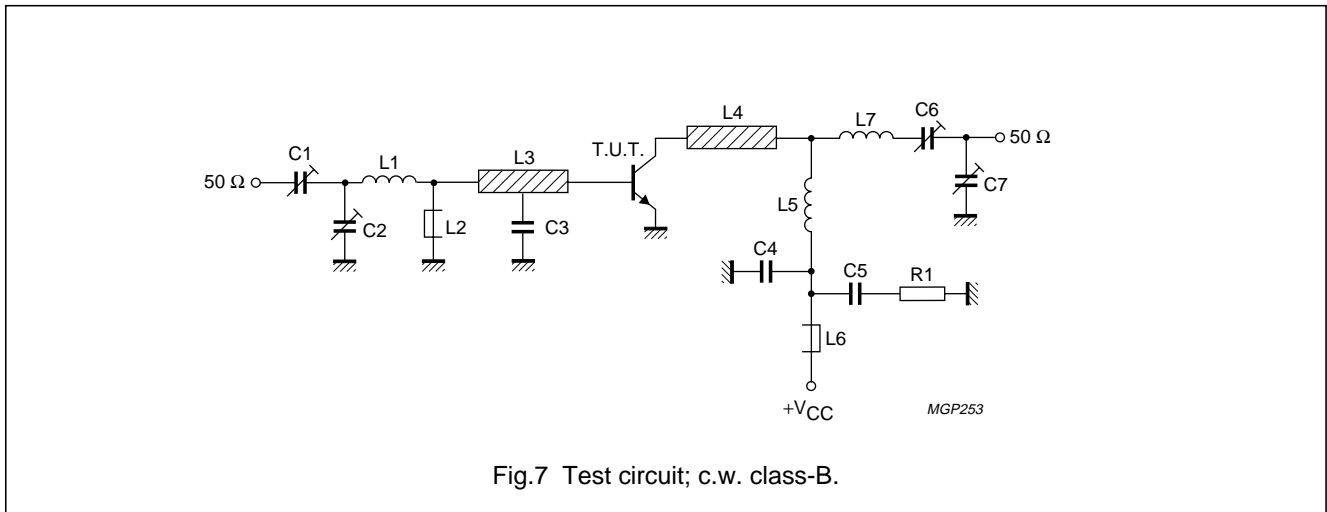 C6
L4
L7
50 Ω
T.U.T.
C1
L1
L3
50 Ω
C7
L5
C2
L2
C3
C4
C5
R1
L6
+VCC
MGP253
Fig.7 Test circuit; c.w. class-B.